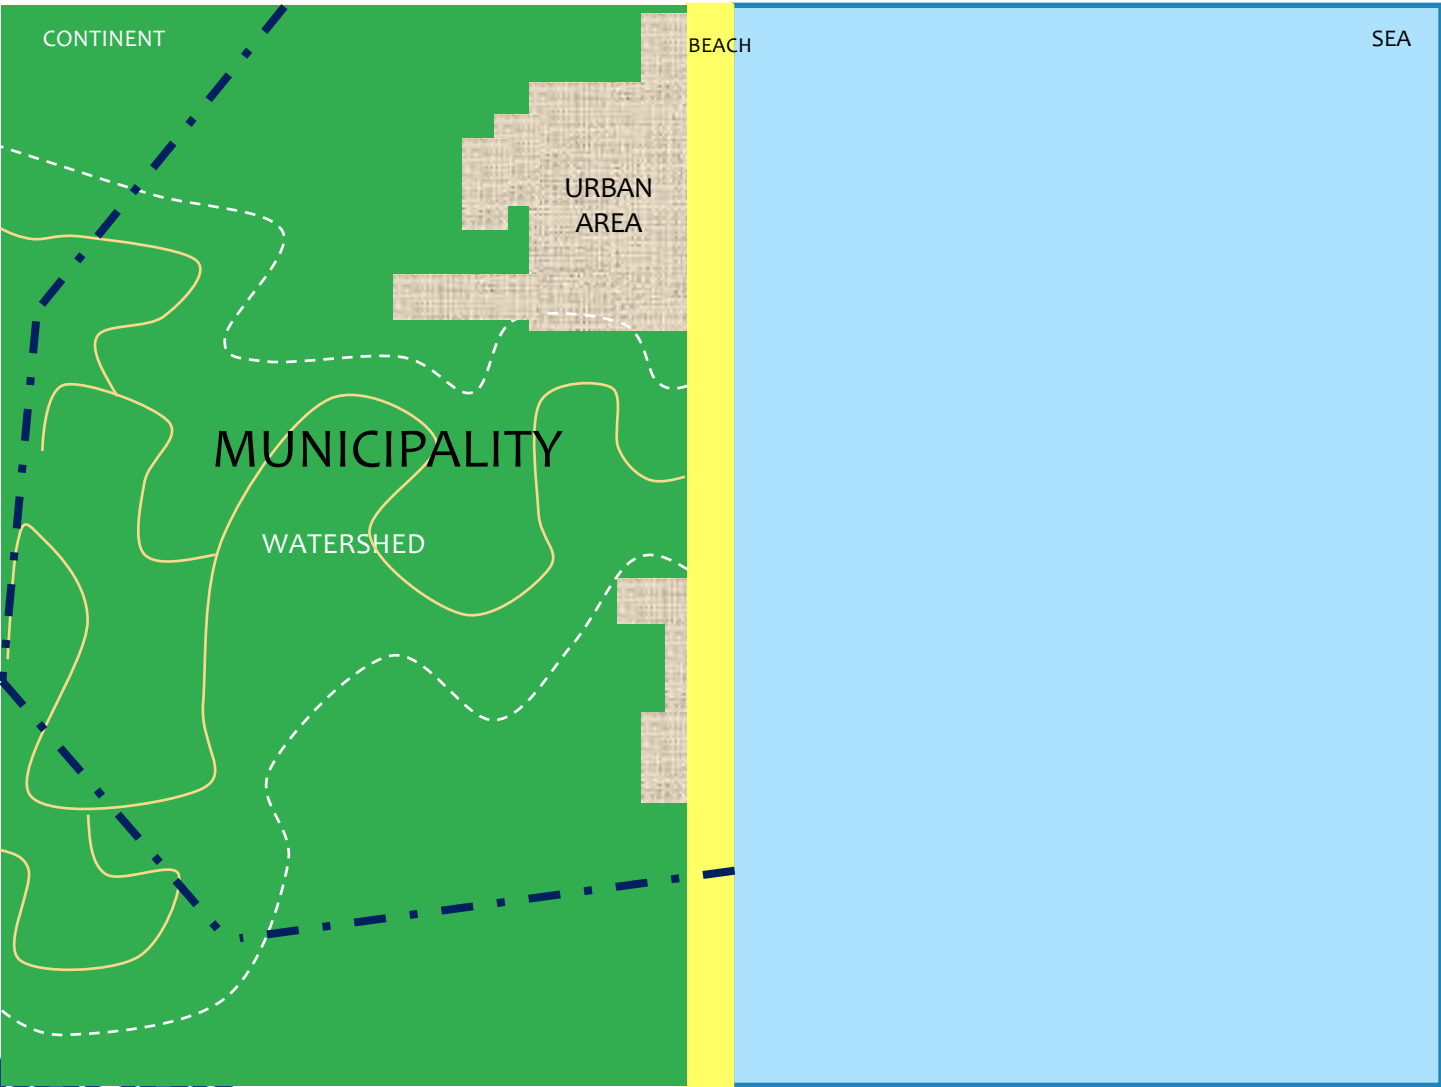 CONTINENT
BEACH
SEA
URBAN
AREA
MUNICIPALITY
WATERSHED